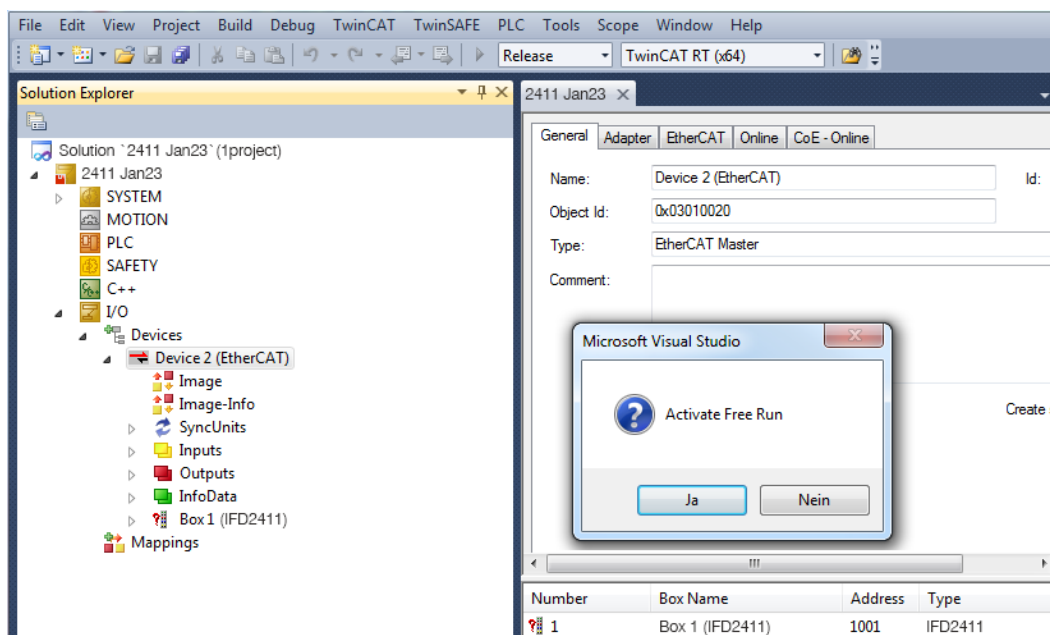 File Edit View Project Build Debug TwinCAT TwinSAFE PLC Tools Scope Window Help
Release TwinCAT RT (x64)
Solution Explorer
2411 Jan23
Solution `2411 Jan23`(1project)
2411 Jan23
SYSTEM
MOTION
PLC
SAFETY
C++
I/O
Devices
Device 2 (EtherCAT)
Image
Image-Info
SyncUnits
Inputs
Outputs
InfoData
Box 1 (IFD2411)
Mappings
General Adapter EtherCAT Online CoE - Online
Name: Device 2 (EtherCAT) Id:
Object Id: 0x03010020
Type: EtherCAT Master
Comment:
Microsoft Visual Studio
Activate Free Run
Ja Nein
Create
Number Box Name Address Type
1 Box 1 (IFD2411) 1001 IFD2411